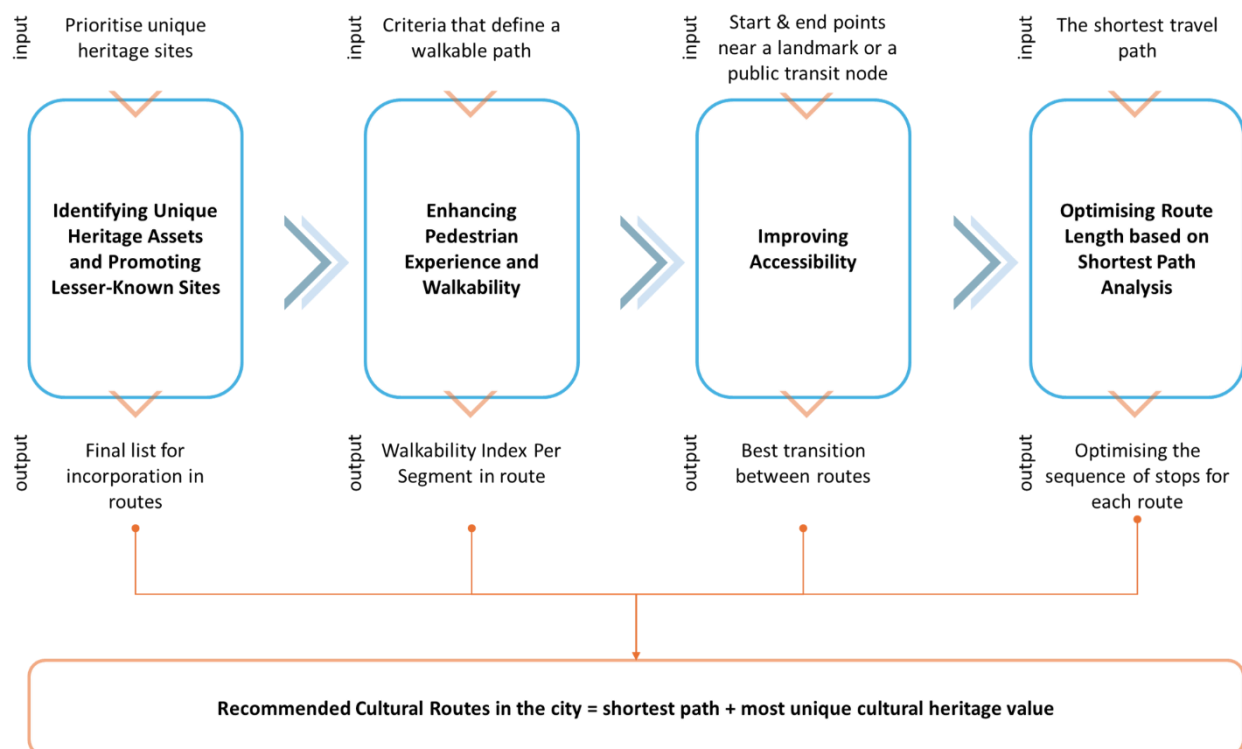 input
Prioritise unique
heritage sites
input
Criteria that define a
walkable path
input
Start & end points
near a landmark or a
public transit node
input
The shortest travel
path
Identifying Unique
Heritage Assets
and Promoting
Lesser-Known Sites
Enhancing
Pedestrian
Experience and
Walkability
Improving
Accessibility
Optimising Route
Length based on
Shortest Path
Analysis
output
Final list for
incorporation in
routes
output
Walkability Index Per
Segment in route
output
Best transition
between routes
output
Optimising the
sequence of stops for
each route
Recommended Cultural Routes in the city = shortest path + most unique cultural heritage value